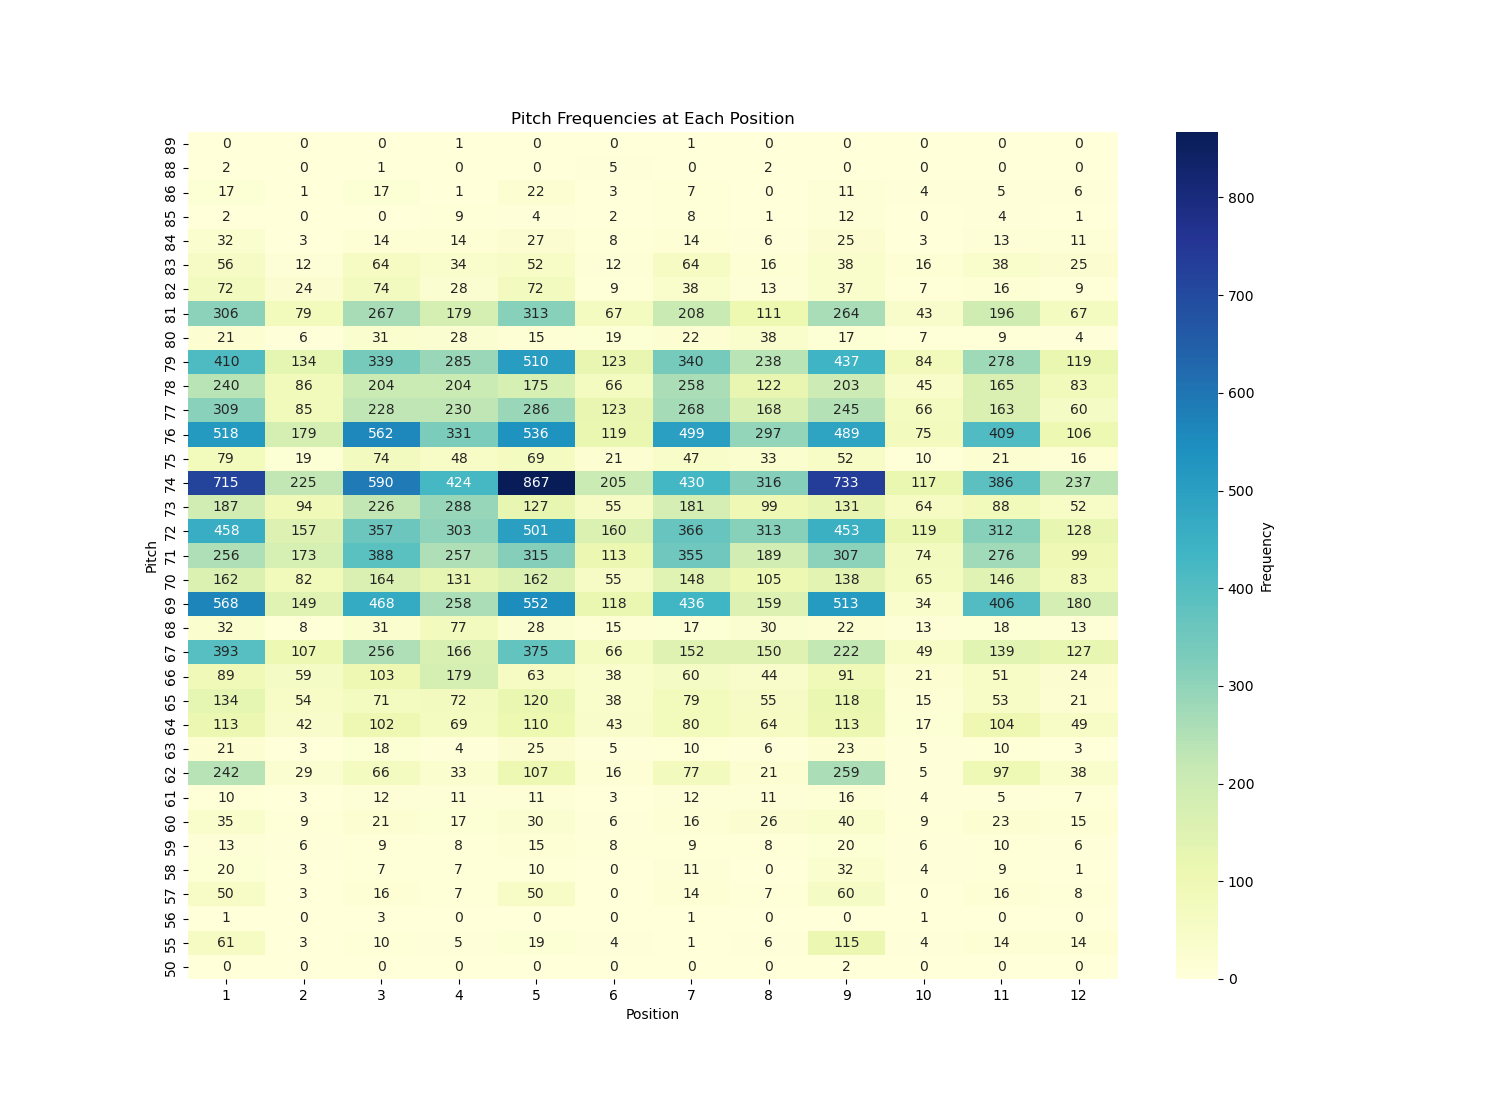 Pitch Frequencies at Each Position
89 0 0 0 1 0 0 1 0 0 0 0 0
88 2 0 1 0 0 5 0 2 0 0 0 0
86 17 1 17 1 22 3 7 0 11 4 5 6
85 2 0 0 9 4 2 8 1 12 0 4 1
84 32 3 14 14 27 8 14 6 25 3 13 11
83 56 12 64 34 52 12 64 16 38 16 38 25
82 72 24 74 28 72 9 38 13 37 7 16 9
81 306 79 267 179 313 67 208 111 264 43 196 67
80 21 6 31 28 15 19 22 38 17 7 9 4
79 410 134 339 285 510 123 340 238 437 84 278 119
78 240 86 204 204 175 66 258 122 203 45 165 83
77 309 85 228 230 286 123 268 168 245 66 163 60
76 518 179 562 331 536 119 499 297 489 75 409 106
75 79 19 74 48 69 21 47 33 52 10 21 16
74 715 225 590 424 867 205 430 316 733 117 386 237
73 187 94 226 288 127 55 181 99 131 64 88 52
72 458 157 357 303 501 160 366 313 453 119 312 128
71 256 173 388 257 315 113 355 189 307 74 276 99
70 162 82 164 131 162 55 148 105 138 65 146 83
69 568 149 468 258 552 118 436 159 513 34 406 180
68 32 8 31 77 28 15 17 30 22 13 18 13
67 393 107 256 166 375 66 152 150 222 49 139 127
66 89 59 103 179 63 38 60 44 91 21 51 24
65 134 54 71 72 120 38 79 55 118 15 53 21
64 113 42 102 69 110 43 80 64 113 17 104 49
63 21 3 18 4 25 5 10 6 23 5 10 3
62 242 29 66 33 107 16 77 21 259 5 97 38
61 10 3 12 11 11 3 12 11 16 4 5 7
60 35 9 21 17 30 6 16 26 40 9 23 15
59 13 6 9 8 15 8 9 8 20 6 10 6
58 20 3 7 7 10 0 11 0 32 4 9 1
57 50 3 16 7 50 0 14 7 60 0 16 8
56 1 0 3 0 0 0 1 0 0 1 0 0
55 61 3 10 5 19 4 1 6 115 4 14 14
50 0 0 0 0 0 0 0 0 2 0 0 0
1 2 3 4 5 6 7 8 9 10 11 12
Position
Pitch
800
700
600
500
400
300
200
100
0
Frequency